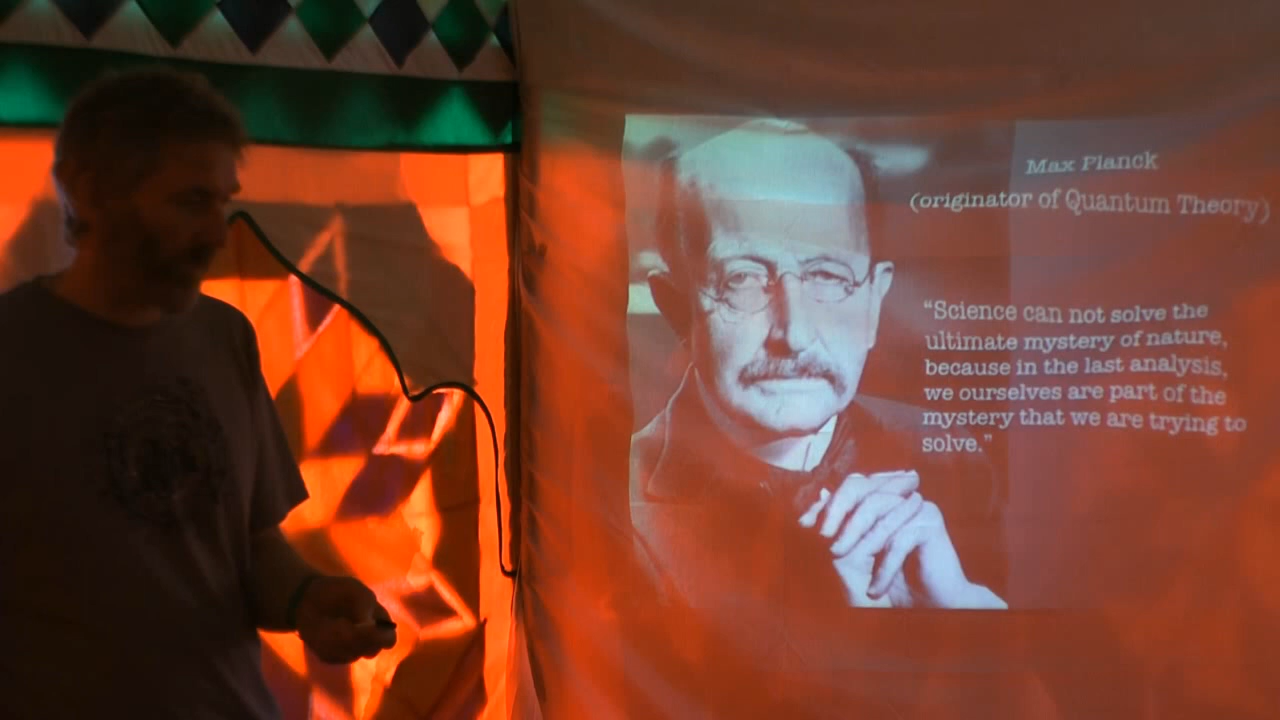 Max Planck
(originator of Quantum Theory)
“Science can not solve the
ultimate mystery of nature,
because in the last analysis,
we ourselves are part of the
mystery that we are trying to
solve.”